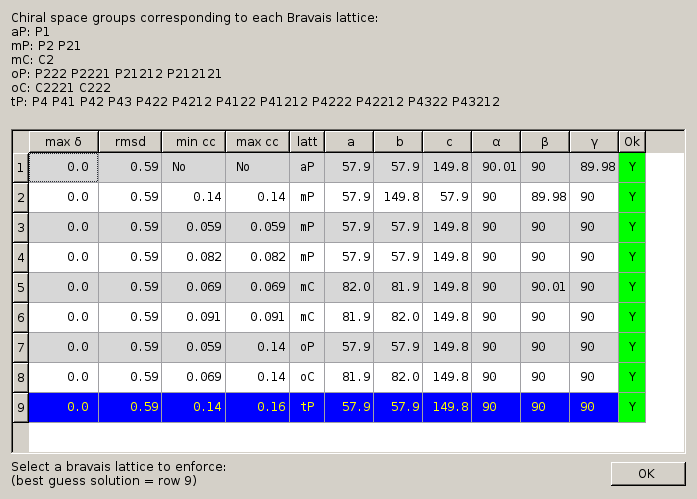 Chiral space groups corresponding to each Bravais lattice:
aP: P1
mP: P2 P21
mC: C2
oP: P222 P2221 P21212 P212121
oC: C2221 C222
tP: P4 P41 P42 P43 P422 P4212 P4122 P41212 P4222 P42212 P4322 P43212
max δ rmsd min cc max cc latt a b c α β γ Ok
1 0.0 0.59 No No aP 57.9 57.9 149.8 90.01 90 89.98 Y
2 0.0 0.59 0.14 0.14 mP 57.9 149.8 57.9 90 89.98 90 Y
3 0.0 0.59 0.059 0.059 mP 57.9 57.9 149.8 90 90 90 Y
4 0.0 0.59 0.082 0.082 mP 57.9 57.9 149.8 90 90 90 Y
5 0.0 0.59 0.069 0.069 mC 82.0 81.9 149.8 90 90.01 90 Y
6 0.0 0.59 0.091 0.091 mC 81.9 82.0 149.8 90 90 90 Y
7 0.0 0.59 0.059 0.14 oP 57.9 57.9 149.8 90 90 90 Y
8 0.0 0.59 0.069 0.14 oC 81.9 82.0 149.8 90 90 90 Y
9 0.0 0.59 0.14 0.16 tP 57.9 57.9 149.8 90 90 90 Y
Select a bravais lattice to enforce:
(best guess solution = row 9)
OK